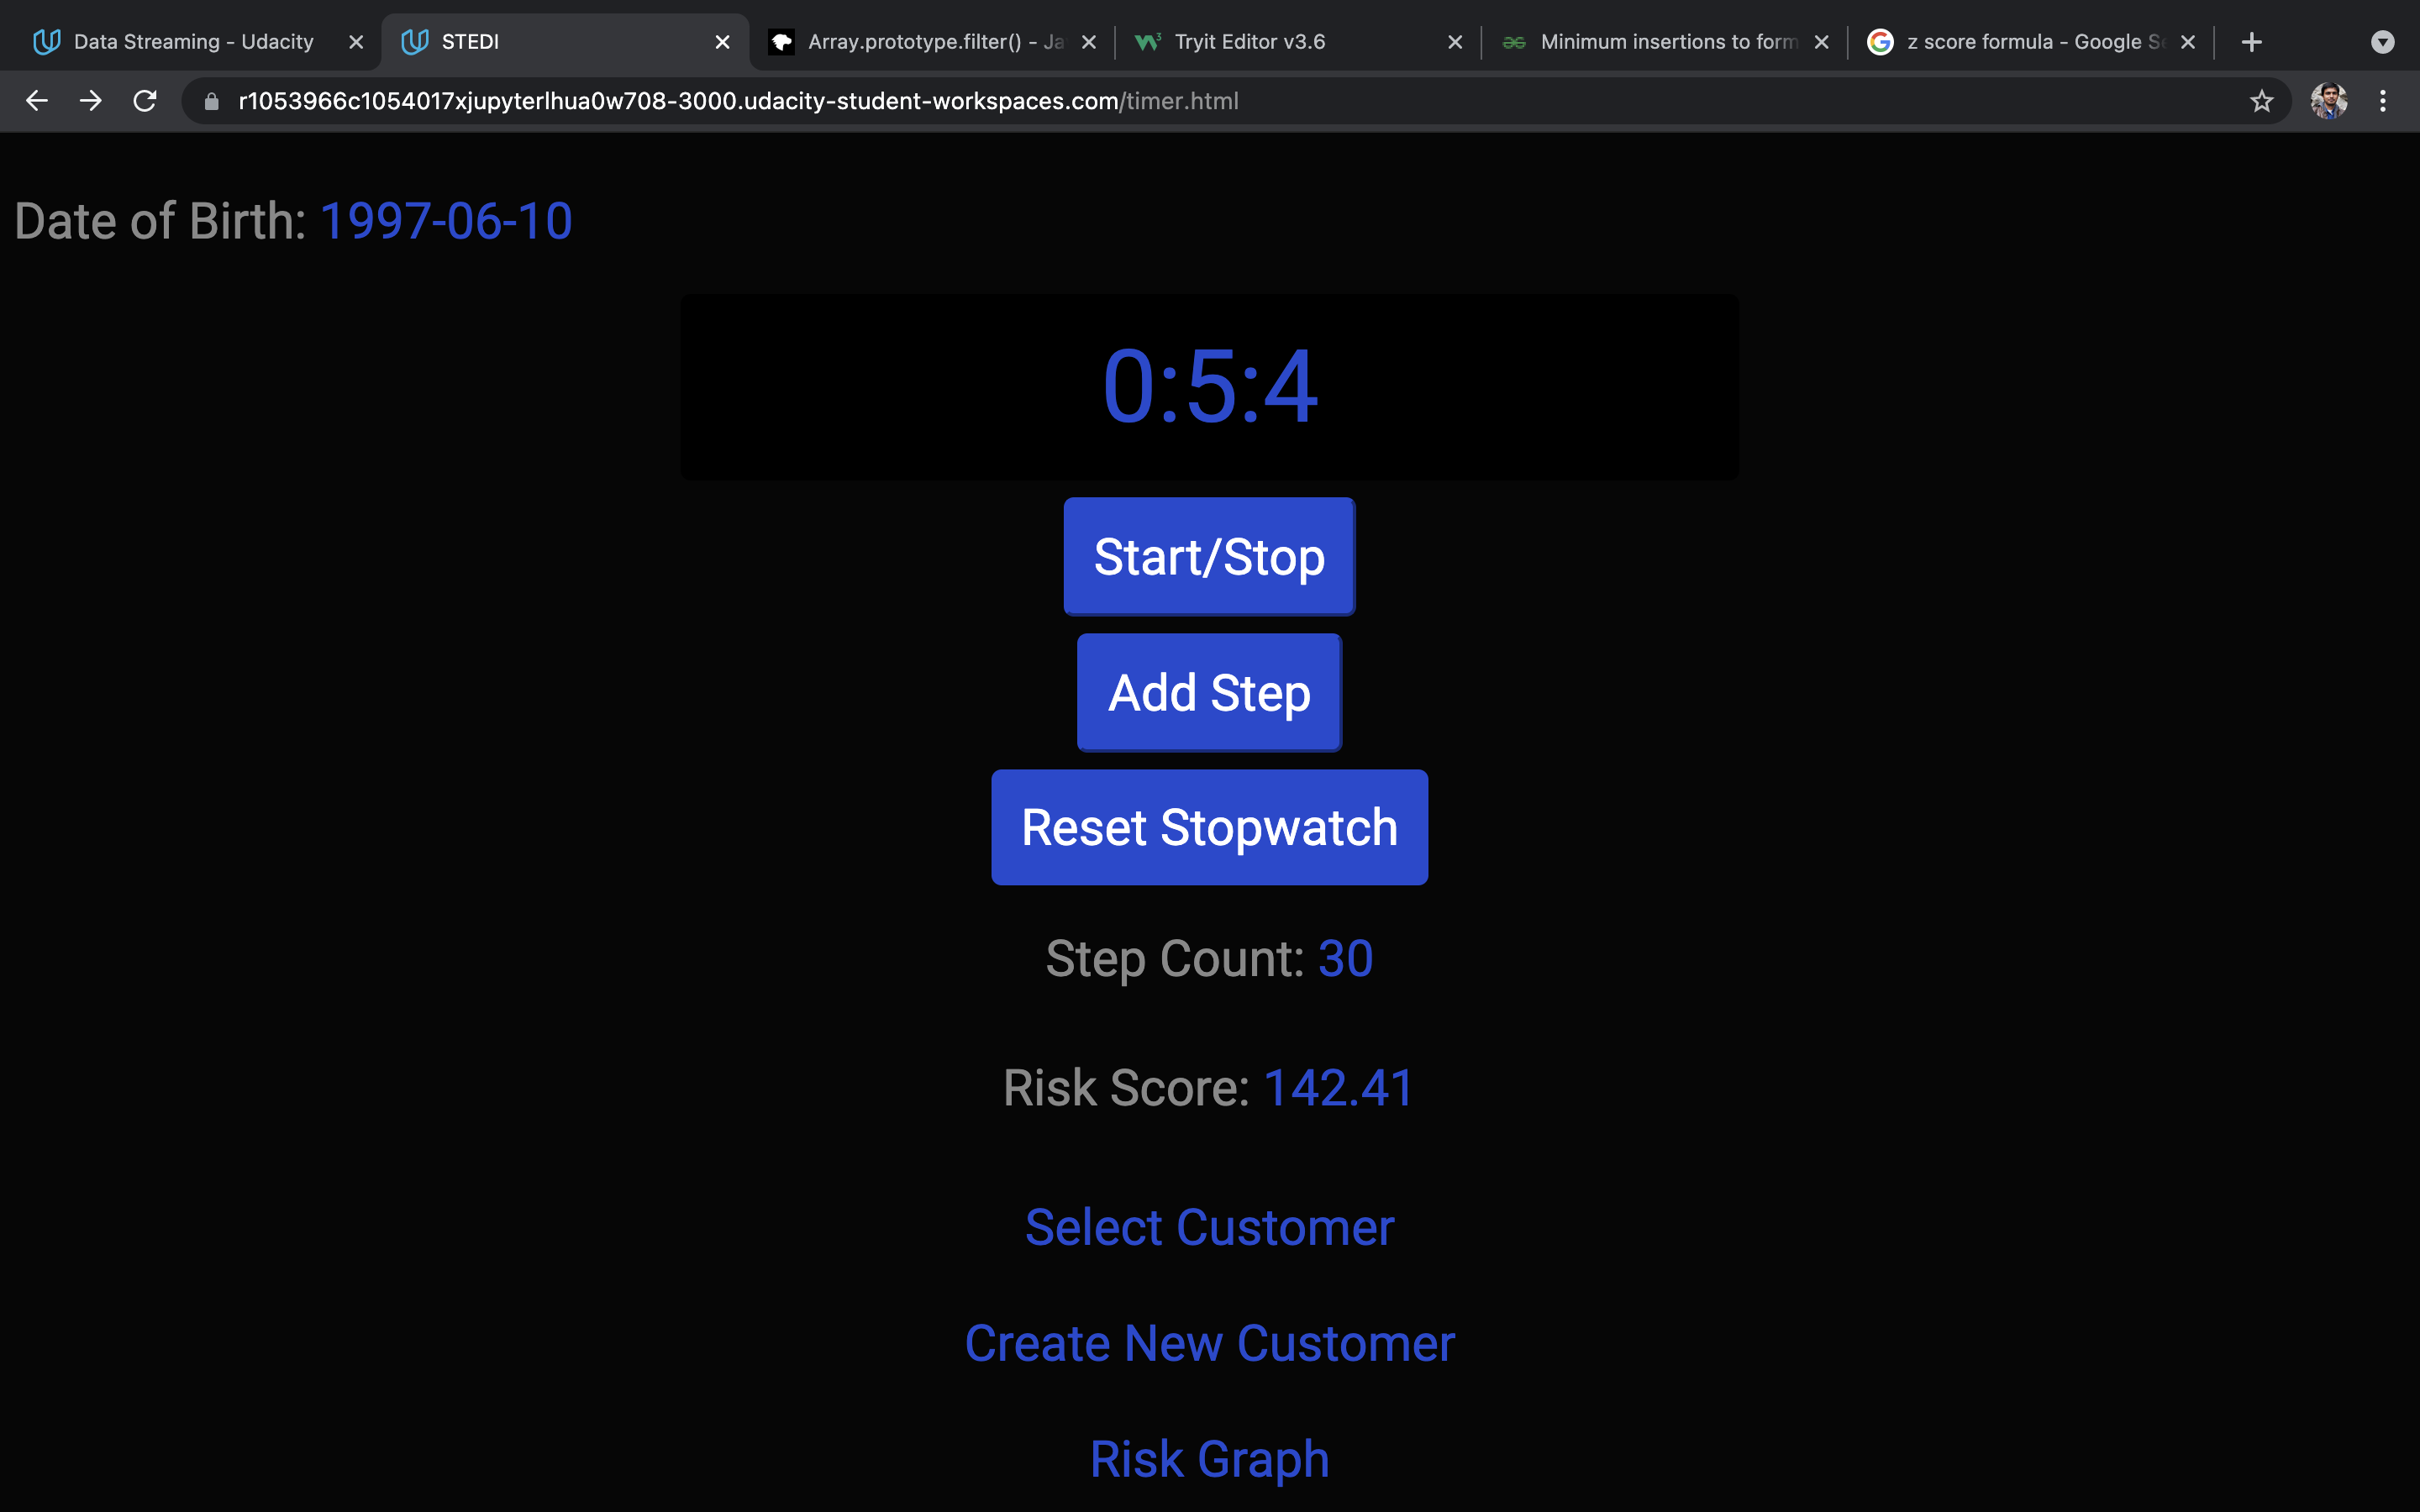 Data Streaming - Udacity
STEDI
Array.prototype.filter() - Ja
Tryit Editor v3.6
Minimum insertions to form
z score formula - Google Se
r1053966c1054017xjupyterlhua0w708-3000.udacity-student-workspaces.com/timer.html
Date of Birth: 1997-06-10
0:5:4
Start/Stop
Add Step
Reset Stopwatch
Step Count: 30
Risk Score: 142.41
Select Customer
Create New Customer
Risk Graph